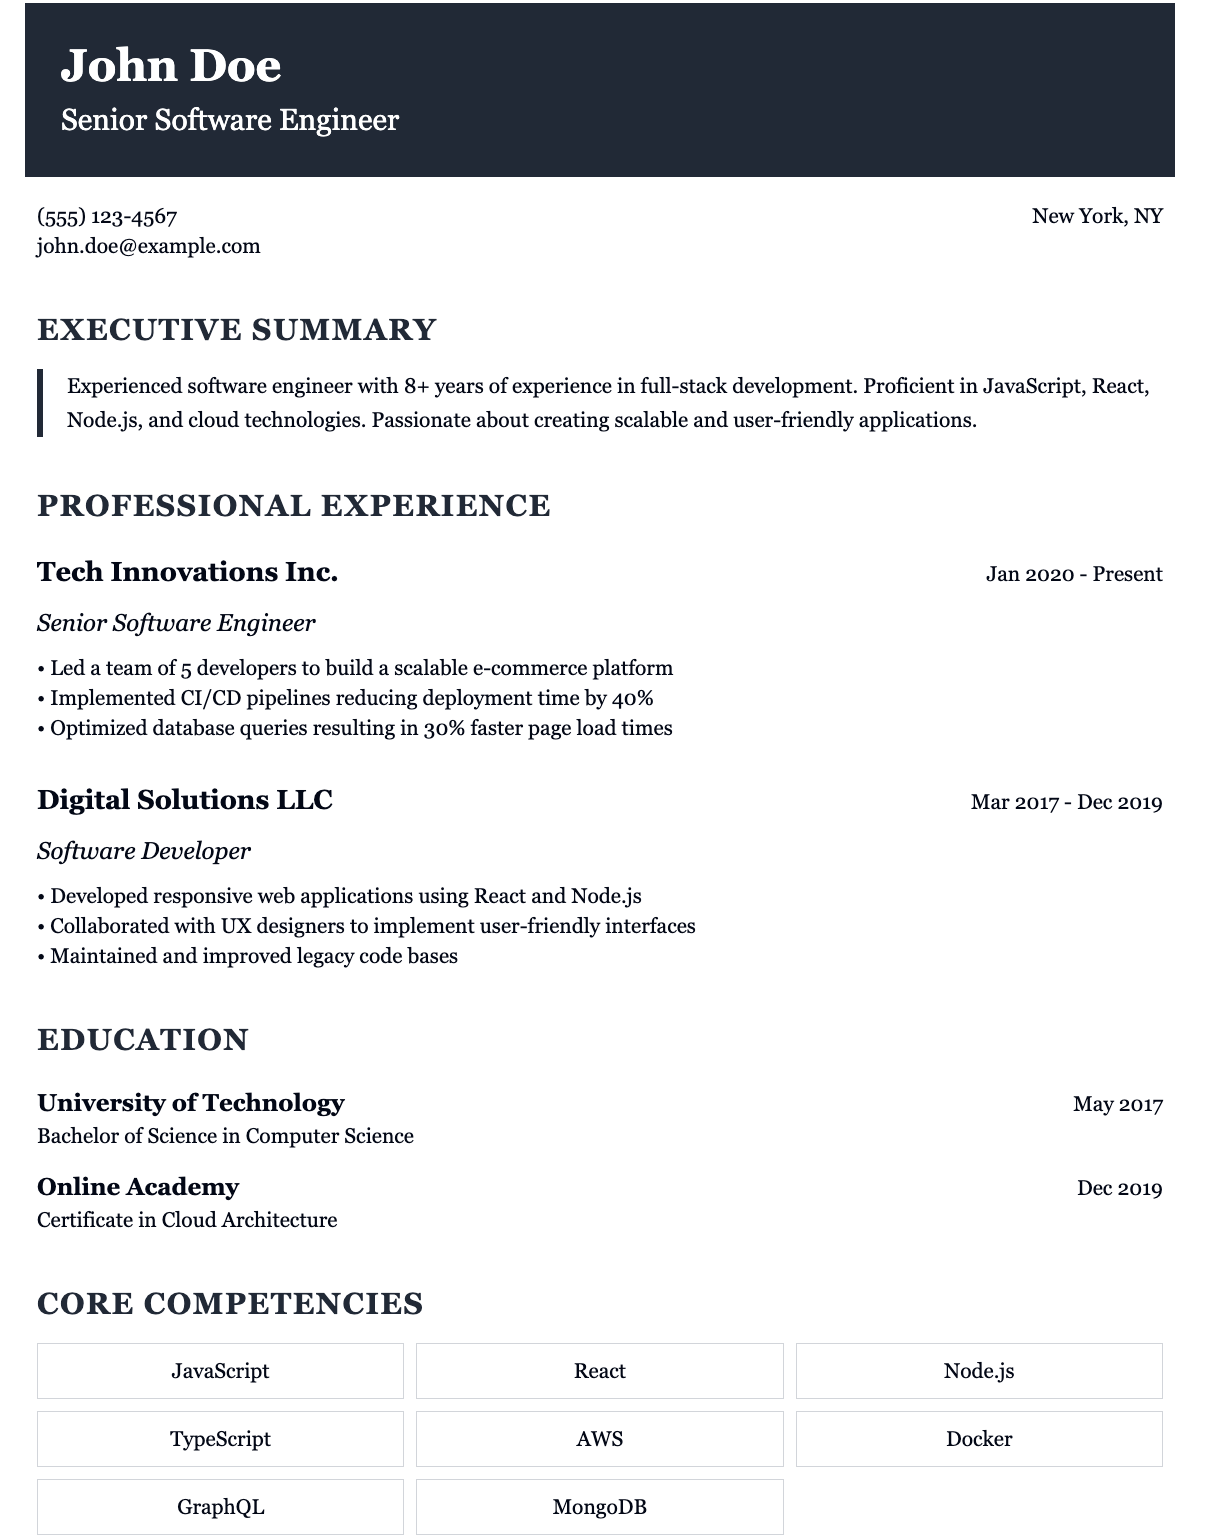 John Doe
Senior Software Engineer
(555) 123-4567
New York, NY
john.doe@example.com
EXECUTIVE SUMMARY
Experienced software engineer with 8+ years of experience in full-stack development. Proficient in JavaScript, React,
Node.js, and cloud technologies. Passionate about creating scalable and user-friendly applications.
PROFESSIONAL EXPERIENCE
Tech Innovations Inc.
Jan 2020 - Present
Senior Software Engineer
• Led a team of 5 developers to build a scalable e-commerce platform
• Implemented CI/CD pipelines reducing deployment time by 40%
• Optimized database queries resulting in 30% faster page load times
Digital Solutions LLC
Mar 2017 - Dec 2019
Software Developer
• Developed responsive web applications using React and Node.js
• Collaborated with UX designers to implement user-friendly interfaces
• Maintained and improved legacy code bases
EDUCATION
University of Technology
May 2017
Bachelor of Science in Computer Science
Online Academy
Dec 2019
Certificate in Cloud Architecture
CORE COMPETENCIES
JavaScript
React
Node.js
TypeScript
AWS
Docker
GraphQL
MongoDB